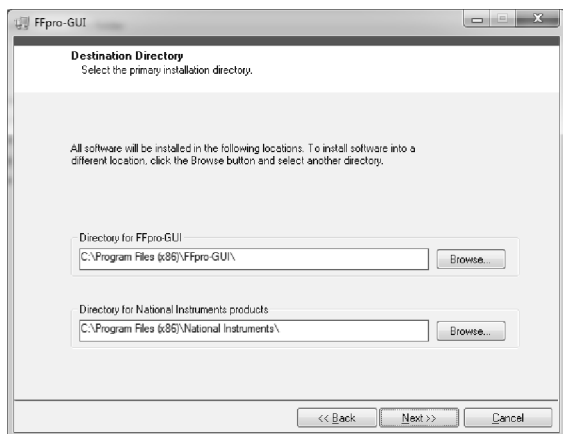 FFpro-GUI
Destination Directory
Select the primary installation directory.
All software will be installed in the following locations. To install software into a
different location, click the Browse button and select another directory.
Directory for FFpro-GUI
C:\Program Files (x86)\FFpro-GUI\
Browse...
Directory for National Instruments products
C:\Program Files (x86)\National Instruments\
Browse...
<< Back
Next >>
Cancel